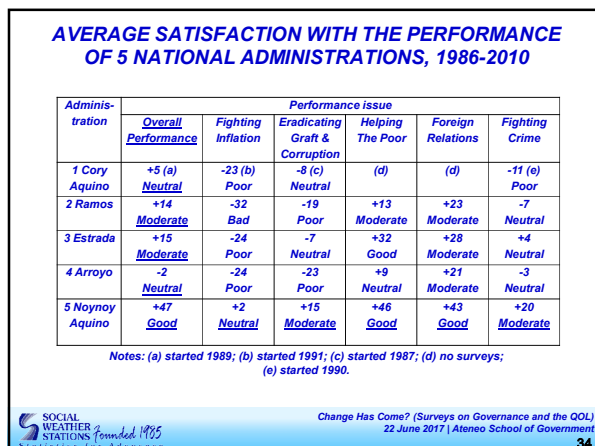 AVERAGE SATISFACTION WITH THE PERFORMANCE
OF 5 NATIONAL ADMINISTRATIONS, 1986-2010
Adminis-
tration
Performance issue
Overall
Performance
Fighting
Inflation
Eradicating
Graft &
Corruption
Helping
The Poor
Foreign
Relations
Fighting
Crime
1 Cory
Aquino
+5 (a)
Neutral
-23 (b)
Poor
-8 (c)
Neutral
(d)
(d)
-11 (e)
Poor
2 Ramos
+14
Moderate
-32
Bad
-19
Poor
+13
Moderate
+23
Moderate
-7
Neutral
3 Estrada
+15
Moderate
-24
Poor
-7
Neutral
+32
Good
+28
Moderate
+4
Neutral
4 Arroyo
-2
Neutral
-24
Poor
-23
Poor
+9
Neutral
+21
Moderate
-3
Neutral
5 Noynoy
Aquino
+47
Good
+2
Neutral
+15
Moderate
+46
Good
+43
Good
+20
Moderate
Notes: (a) started 1989; (b) started 1991; (c) started 1987; (d) no surveys;
(e) started 1990.
SOCIAL
WEATHER
STATIONS Founded 1985
Change Has Come? (Surveys on Governance and the QOL)
22 June 2017 | Ateneo School of Government
34